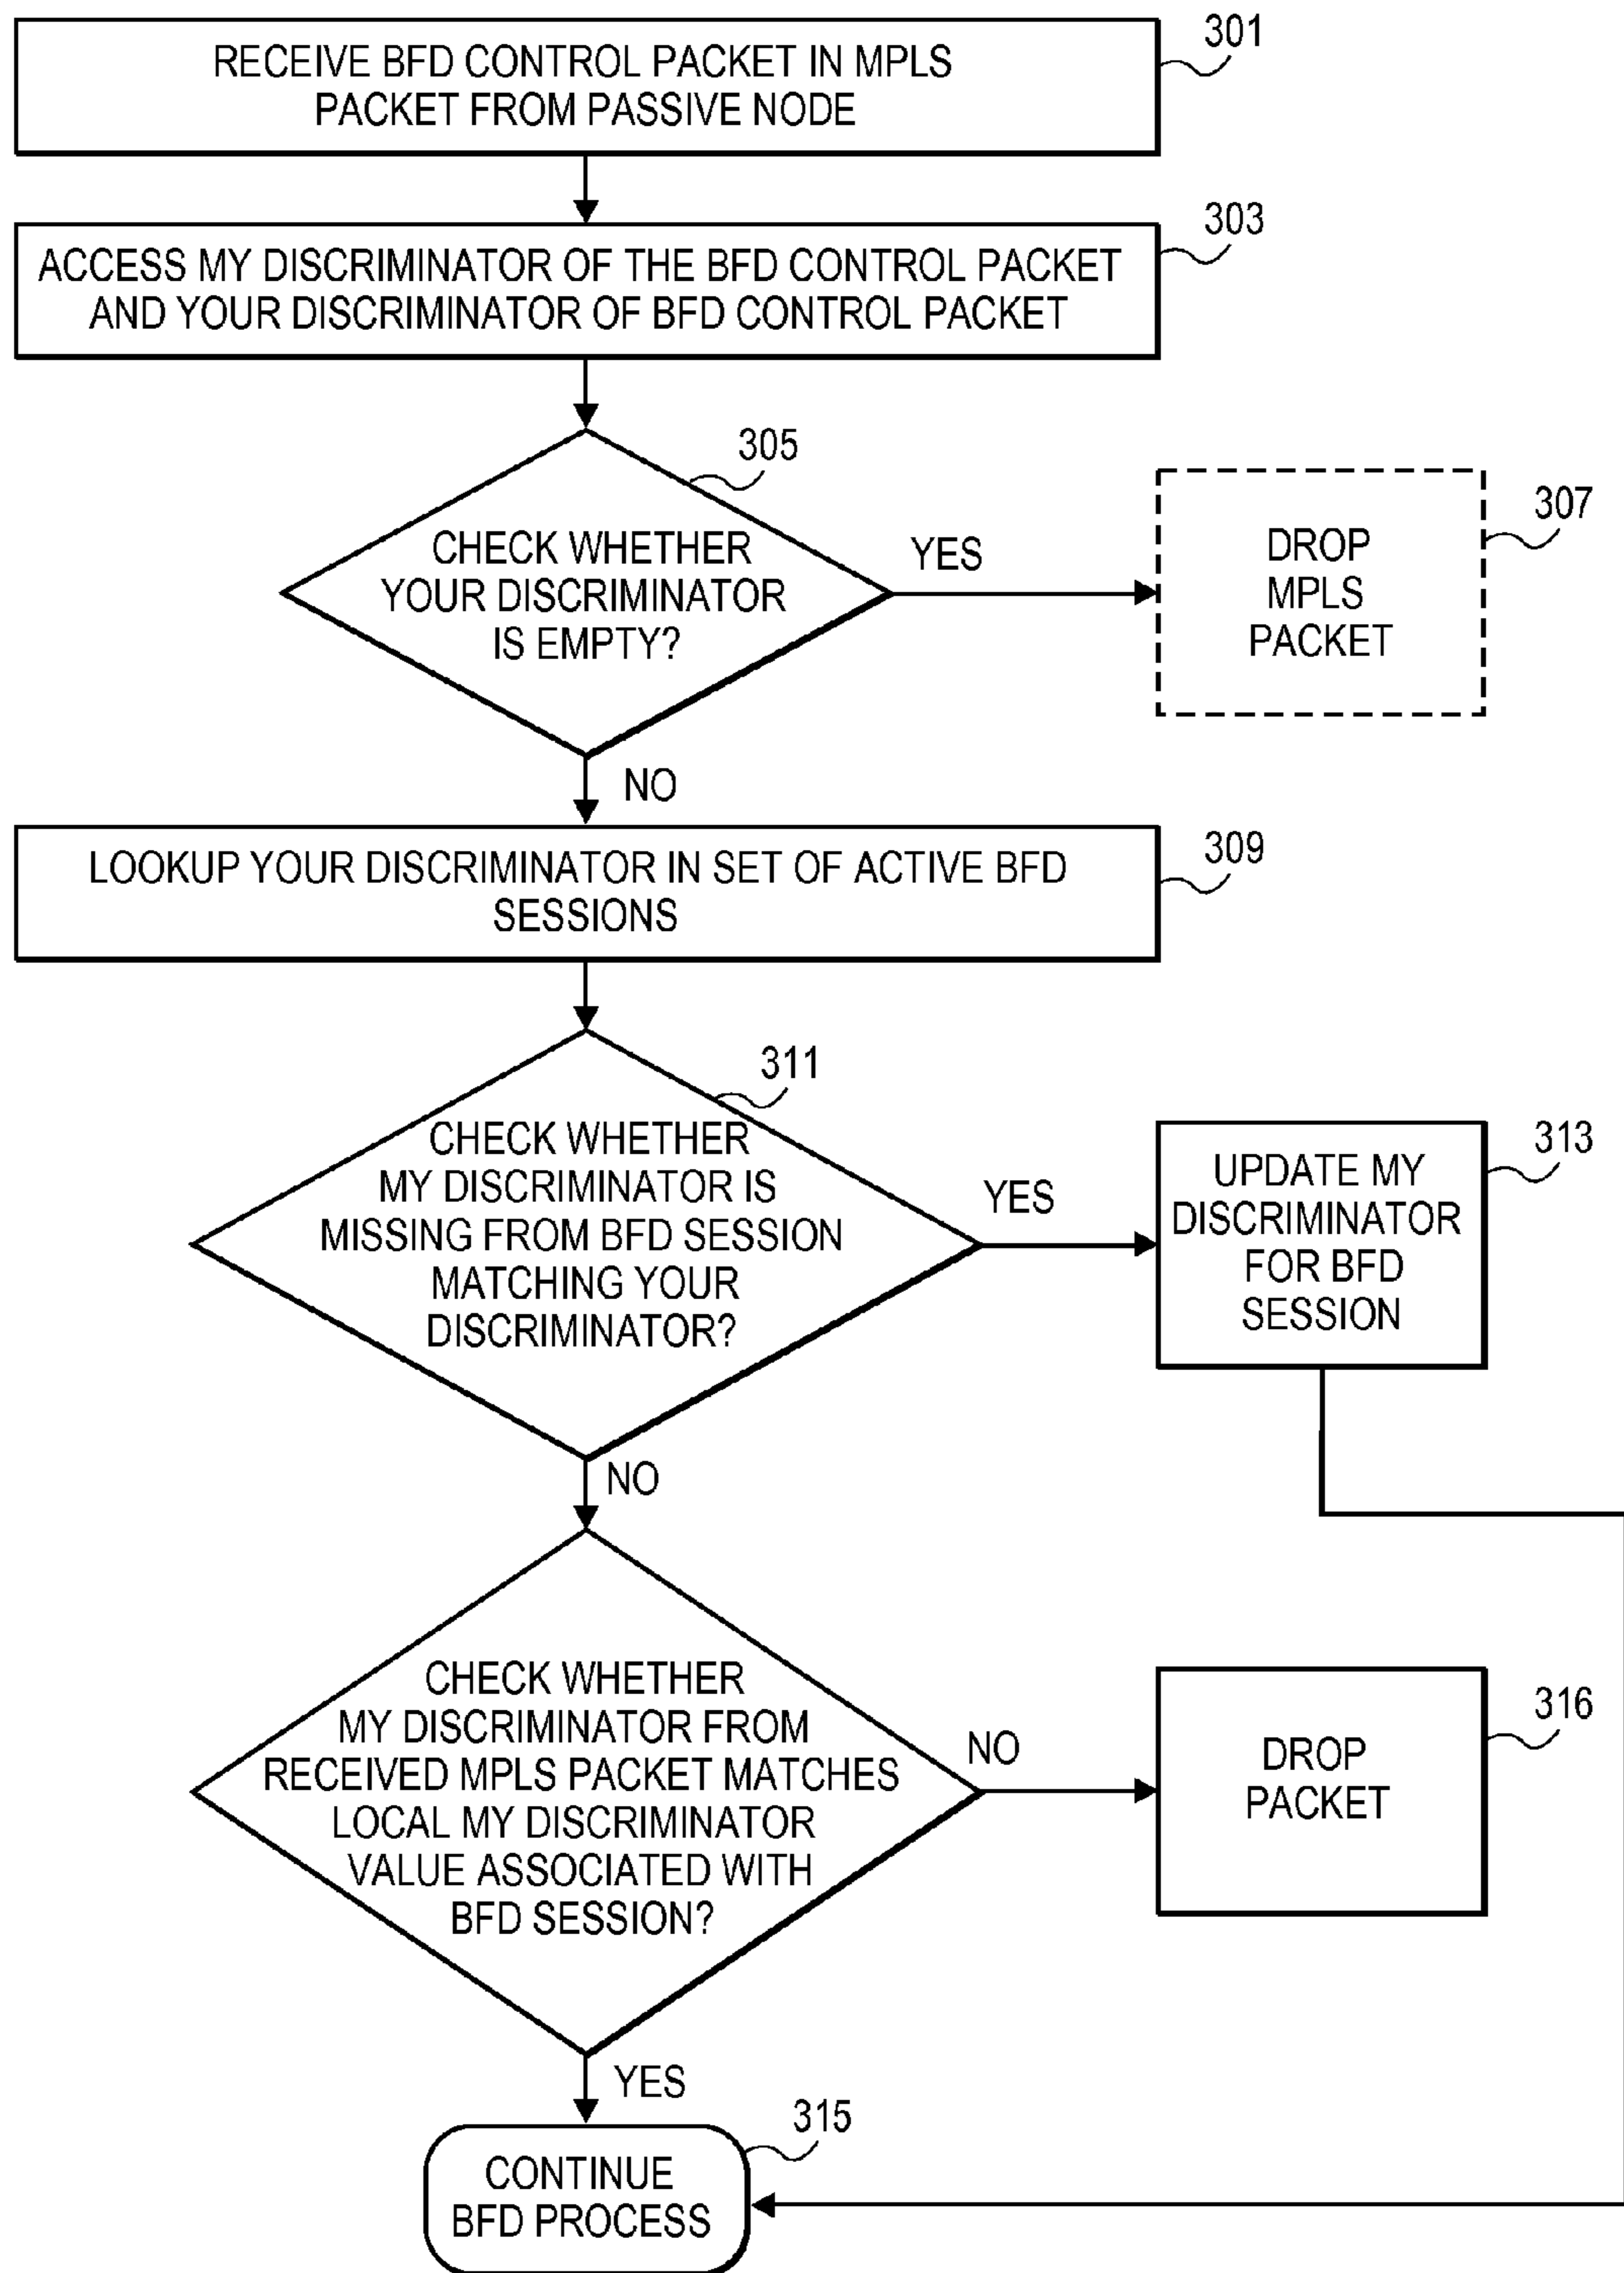 RECEIVE BFD CONTROL PACKET IN MPLS
PACKET FROM PASSIVE NODE
301
ACCESS MY DISCRIMINATOR OF THE BFD CONTROL PACKET
AND YOUR DISCRIMINATOR OF BFD CONTROL PACKET
303
305
CHECK WHETHER
YOUR DISCRIMINATOR
IS EMPTY?
YES
DROP
MPLS
PACKET
307
NO
LOOKUP YOUR DISCRIMINATOR IN SET OF ACTIVE BFD
SESSIONS
309
311
CHECK WHETHER
MY DISCRIMINATOR IS
MISSING FROM BFD SESSION
MATCHING YOUR
DISCRIMINATOR?
YES
UPDATE MY
DISCRIMINATOR
FOR BFD
SESSION
313
NO
CHECK WHETHER
MY DISCRIMINATOR FROM
RECEIVED MPLS PACKET MATCHES
LOCAL MY DISCRIMINATOR
VALUE ASSOCIATED WITH
BFD SESSION?
NO
DROP
PACKET
316
YES
315
CONTINUE
BFD PROCESS